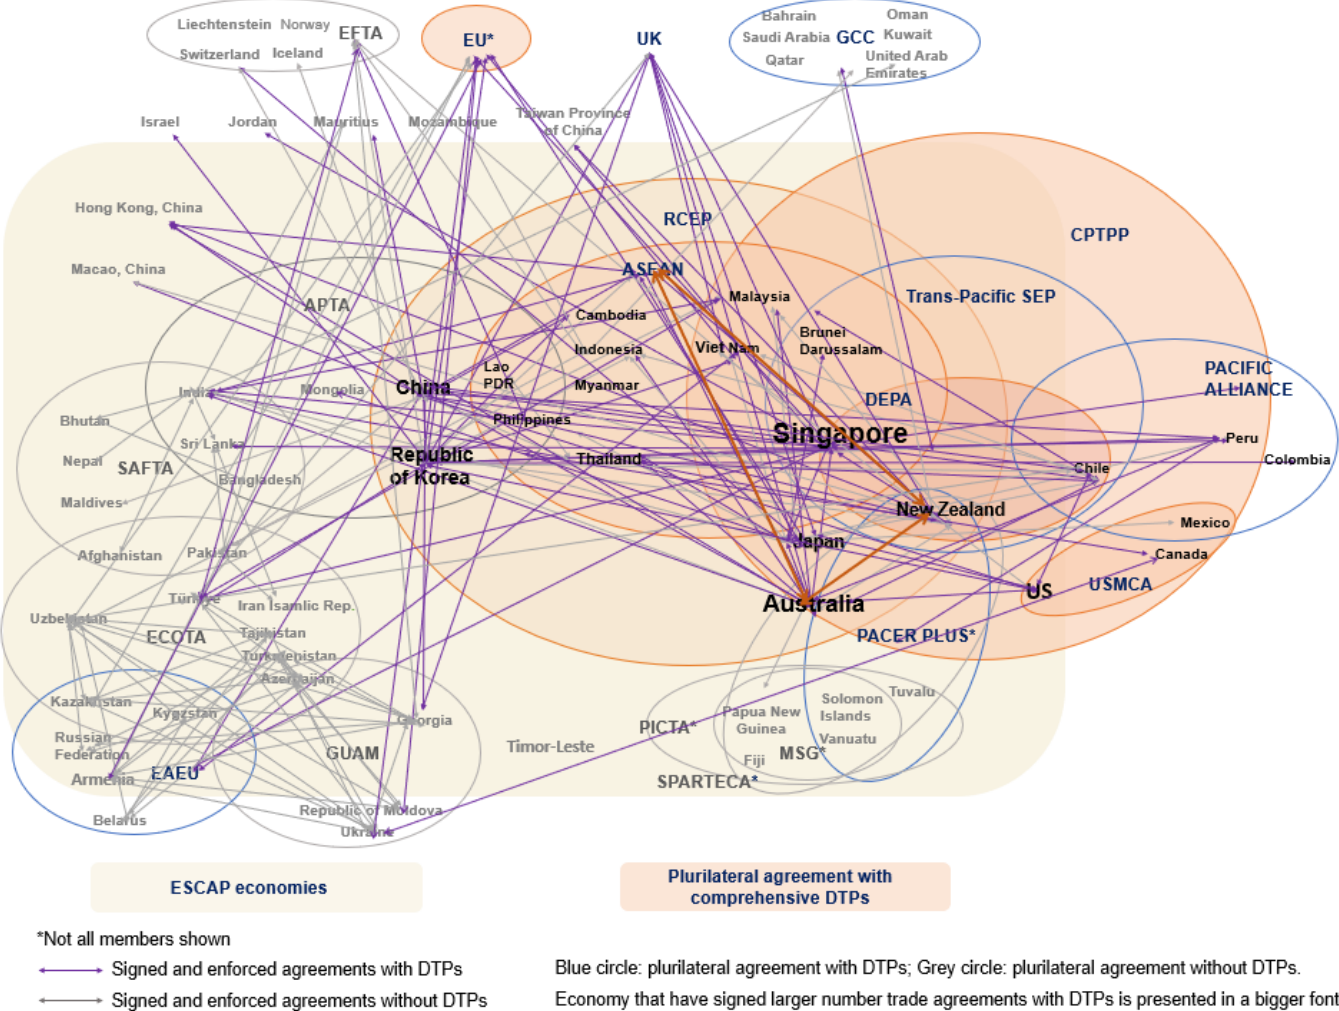 Liechtenstein Norway EFTA
Switzerland Iceland
EU*
UK
Bahrain Oman
Saudi Arabia GCC Kuwait
Qatar United Arab
Emirates
Israel Jordan Mauritius Mozambique
Taiwan Province
of China
Hong Kong, China
RCEP
CPTPP
Macao, China
ASEAN
APTA
Malaysia
Trans-Pacific SEP
Cambodia
Brunei
Darussalam
Indonesia
Viet Nam
Lao
PDR
Myanmar
PACIFIC
ALLIANCE
India
Mongolia
China
DEPA
Bhutan
Philippines
Singapore
Peru
Sri Lanka
Republic
of Korea
Thailand
Nepal
SAFTA
Chile
Colombia
Bangladesh
Maldives
New Zealand
Mexico
Japan
Afghanistan
Pakistan
Canada
US
USMCA
Türkiye
Iran Isamlic Rep.
Australia
Uzbekistan
ECOTA
Tajikistan
PACER PLUS*
Turkmenistan
Azerbaijan
Kazakhstan
Kyrgzstan
Georgia
Solomon
Islands
Tuvalu
Papua New
Guinea
PICTA*
Russian
Federation
GUAM
Timor-Leste
Vanuatu
MSG*
Fiji
Armenia
EAEU
SPARTECA*
Belarus
Republic of Moldova
Ukraine
ESCAP economies
Plurilateral agreement with
comprehensive DTPs
*Not all members shown
Signed and enforced agreements with DTPs
Blue circle: plurilateral agreement with DTPs; Grey circle: plurilateral agreement without DTPs.
Signed and enforced agreements without DTPs
Economy that have signed larger number trade agreements with DTPs is presented in a bigger font